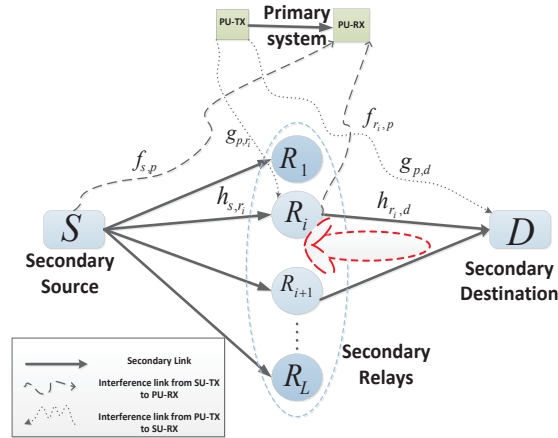 PU-TX
Primary
system
PU-RX
f_{s,p}
g_{p,r_i}
f_{r_i,p}
g_{p,d}
R_1
h_{s,r_i}
R_i
h_{r_i,d}
S
D
Secondary
Source
Secondary
Destination
R_{i+1}
Secondary
Relays
R_L
Secondary Link
Interference link from SU-TX
to PU-RX
Interference link from PU-TX
to SU-RX